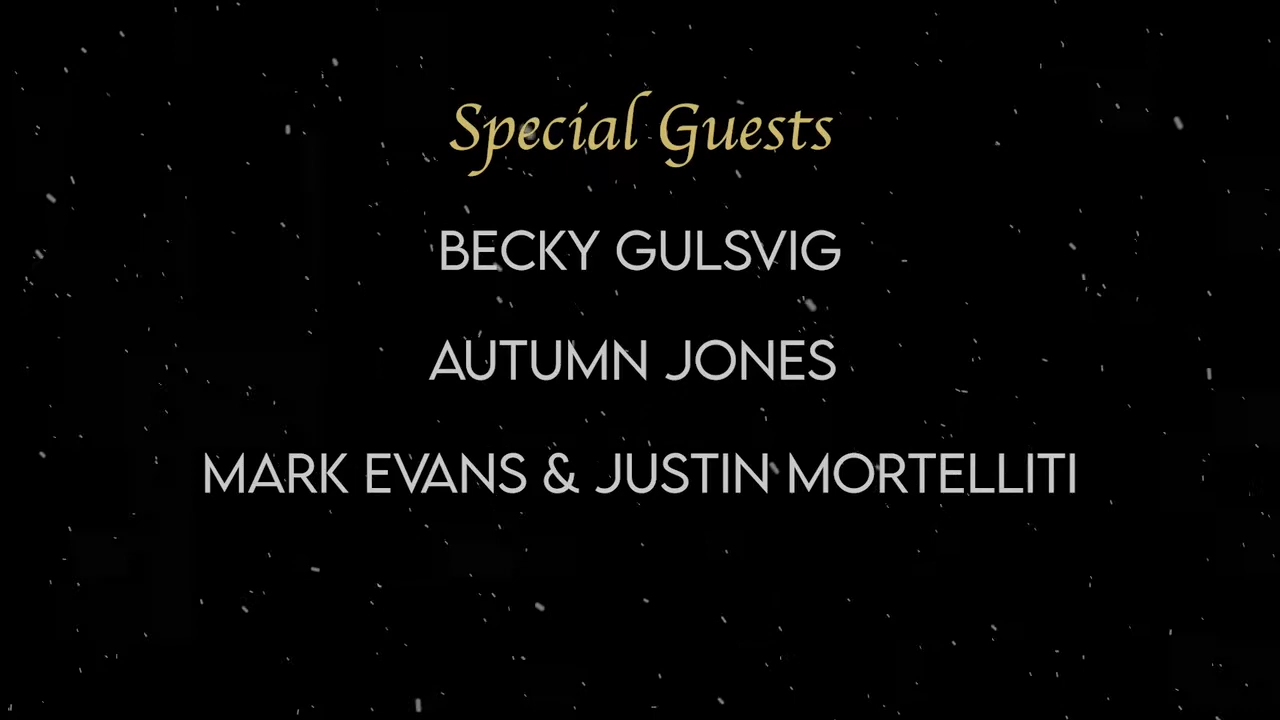 Special Guests
BECKY GULSVIG
AUTUMN JONES
MARK EVANS & JUSTIN MORTELLITI